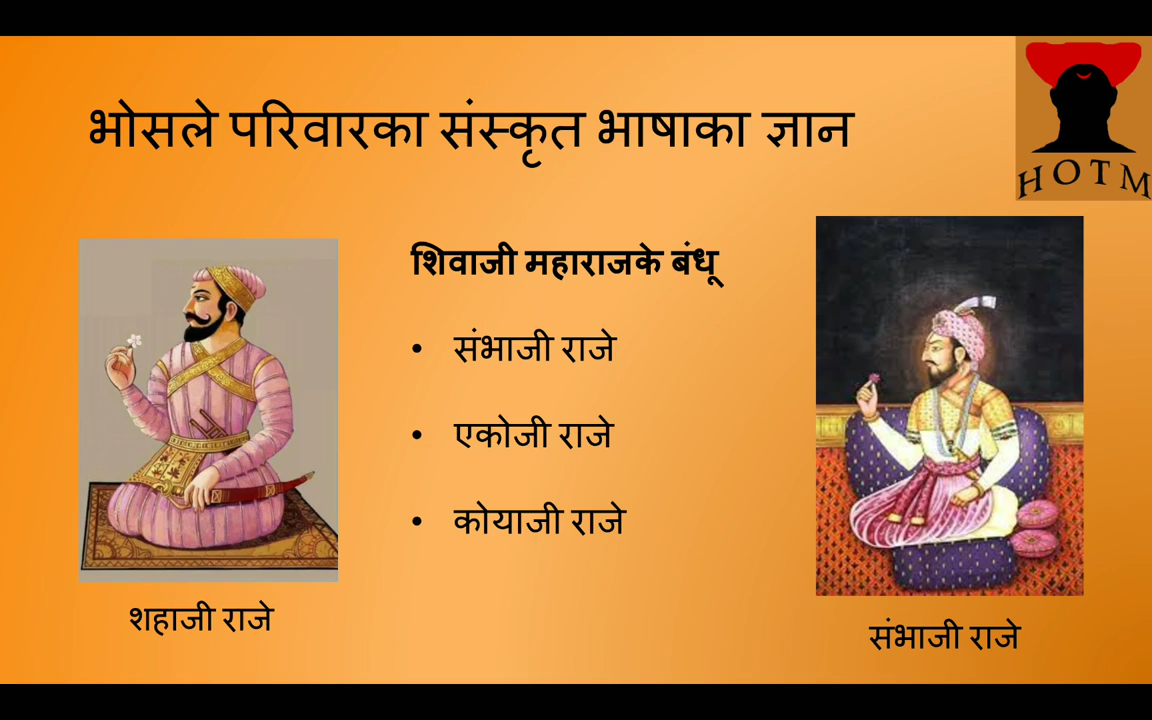 भोसले परिवारका संस्कृत भाषाका ज्ञान
HOTM
शिवाजी महाराजके बंधू
• संभाजी राजे
• एकोजी राजे
• कोयाजी राजे
शहाजी राजे
संभाजी राजे